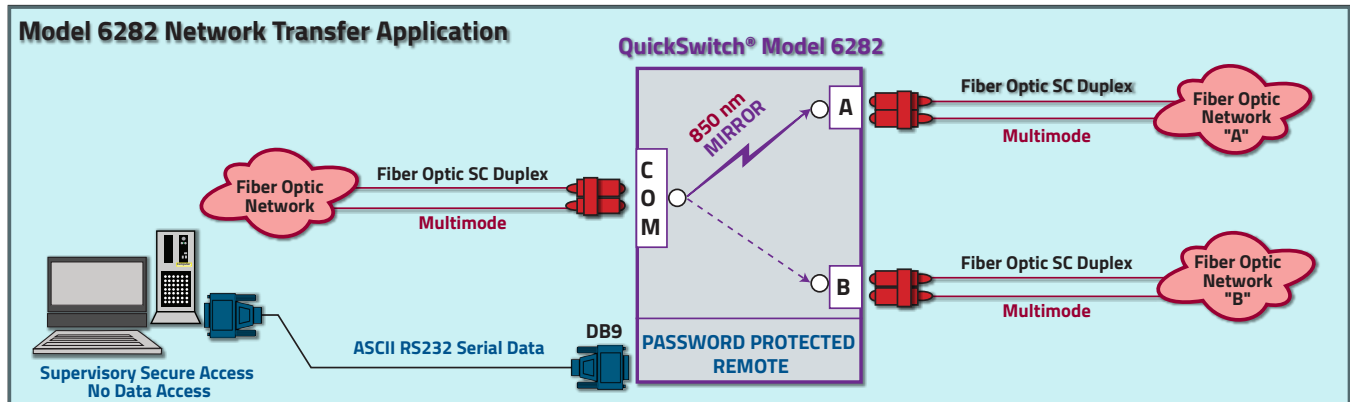 Model 6282 Network Transfer Application
QuickSwitch® Model 6282
Fiber Optic SC Duplex
Multimode
Fiber Optic
Network
"A"
850 nm
MIRROR
A
COM
B
Fiber Optic
Network
Fiber Optic SC Duplex
Multimode
Fiber Optic SC Duplex
Multimode
Fiber Optic
Network
"B"
DB9
PASSWORD PROTECTED
REMOTE
ASCII RS232 Serial Data
Supervisory Secure Access
No Data Access